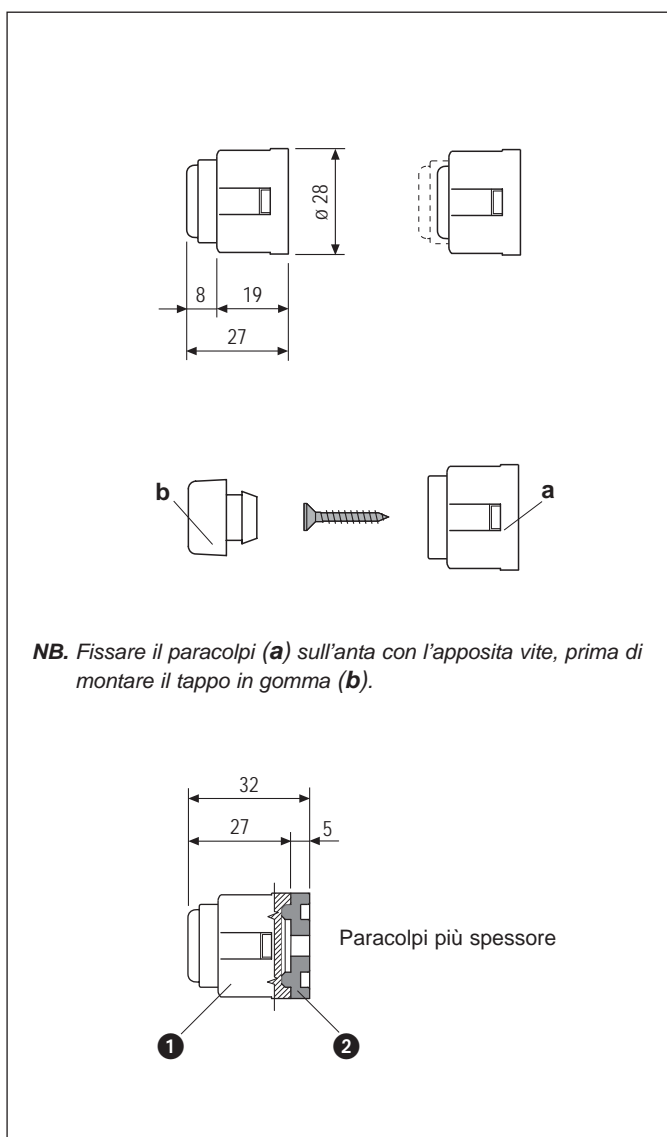 ø 28
8 19
27
b
a
NB. Fissare il paracolpi (a) sull'anta con l'apposita vite, prima di
montare il tappo in gomma (b).
32
27 5
Paracolpi più spessore
1 2